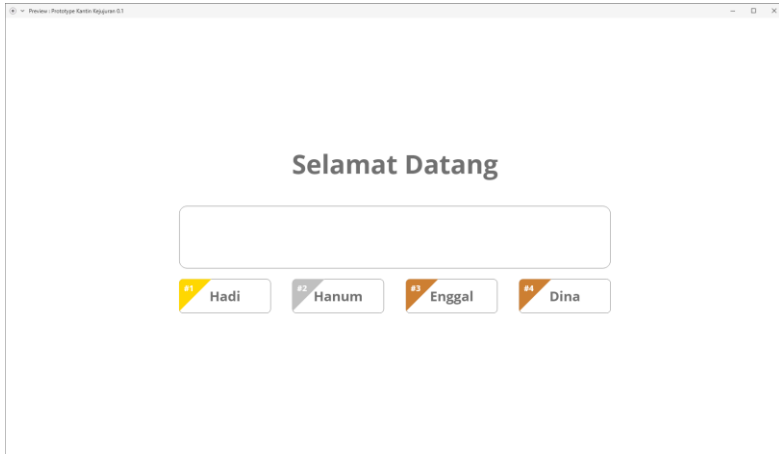 Preview : Prototype Kantin Kejujuran 0.1
Selamat Datang
#1 Hadi
#2 Hanum
#3 Enggal
#4 Dina